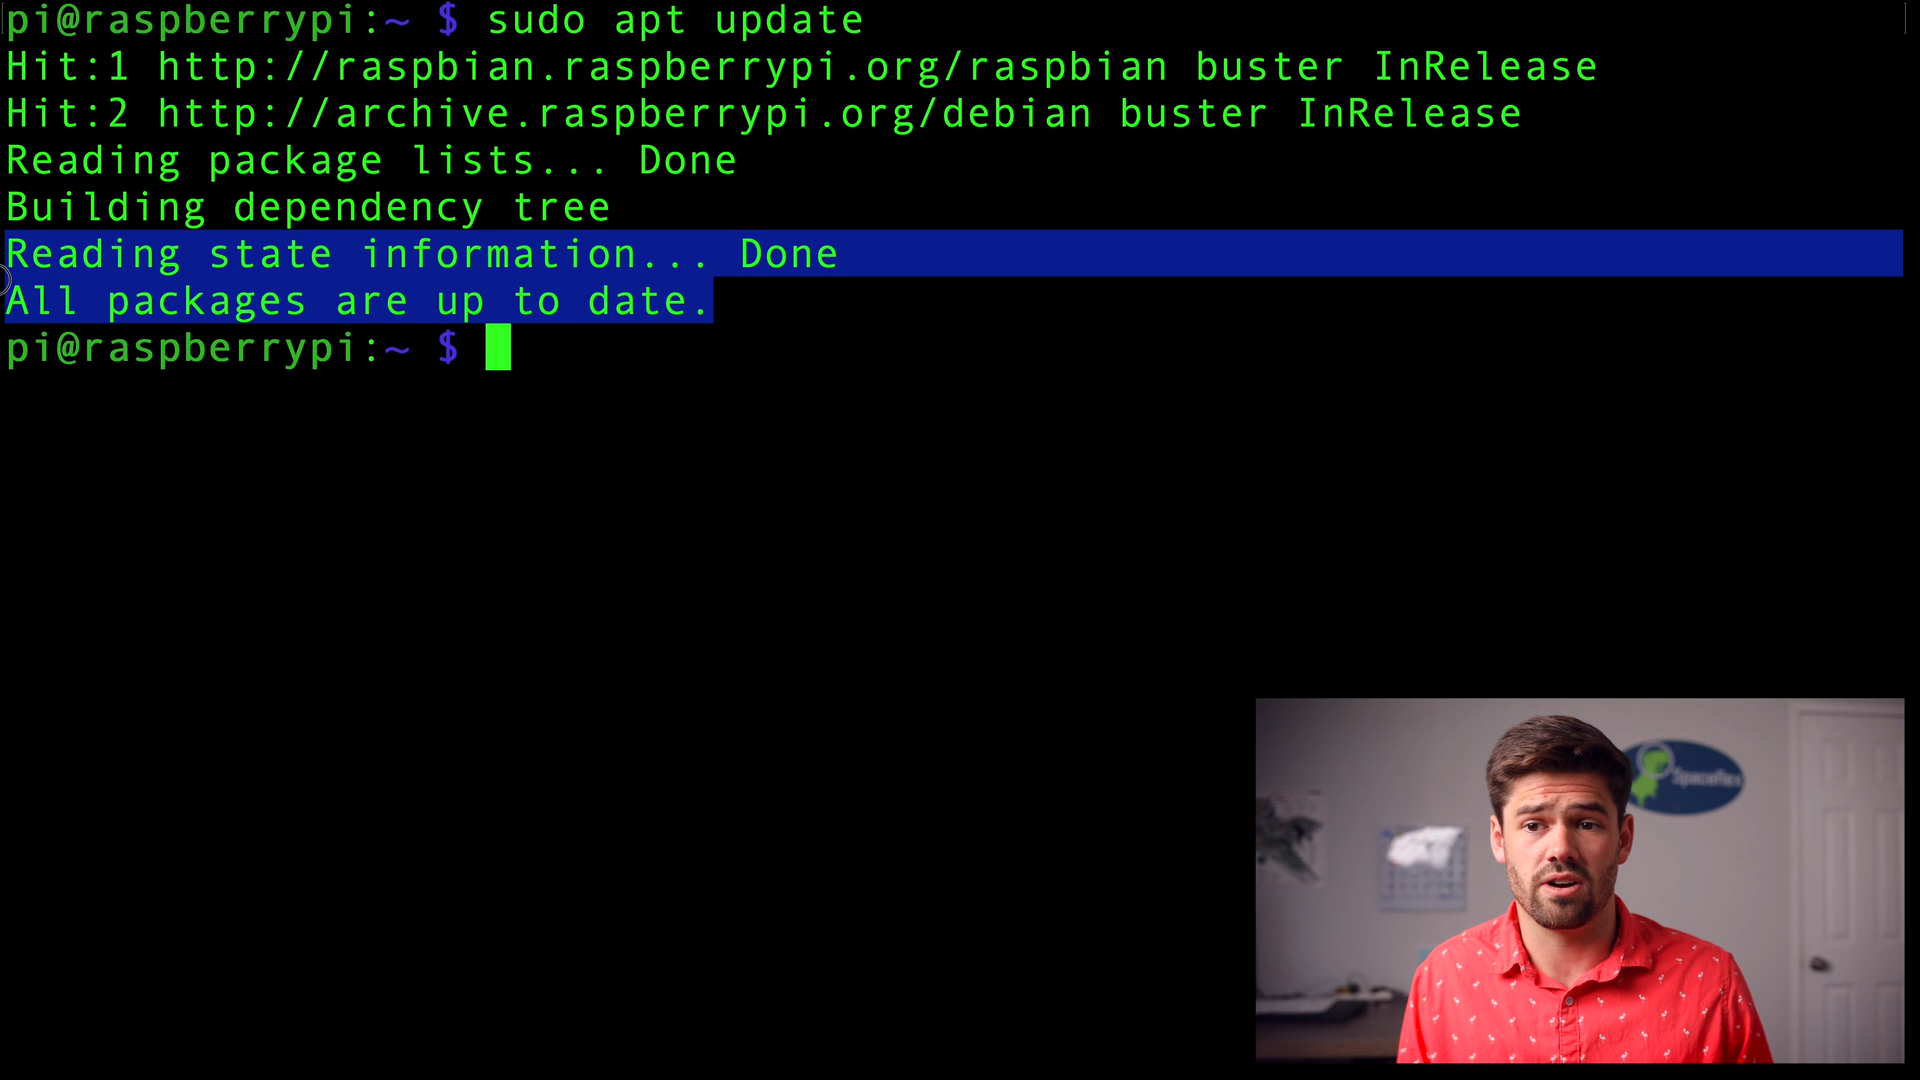 pi@raspberrypi:~ $ sudo apt update
Hit:1 http://raspbian.raspberrypi.org/raspbian buster InRelease
Hit:2 http://archive.raspberrypi.org/debian buster InRelease
Reading package lists... Done
Building dependency tree
Reading state information... Done
All packages are up to date.
pi@raspberrypi:~ $
SpaceRex